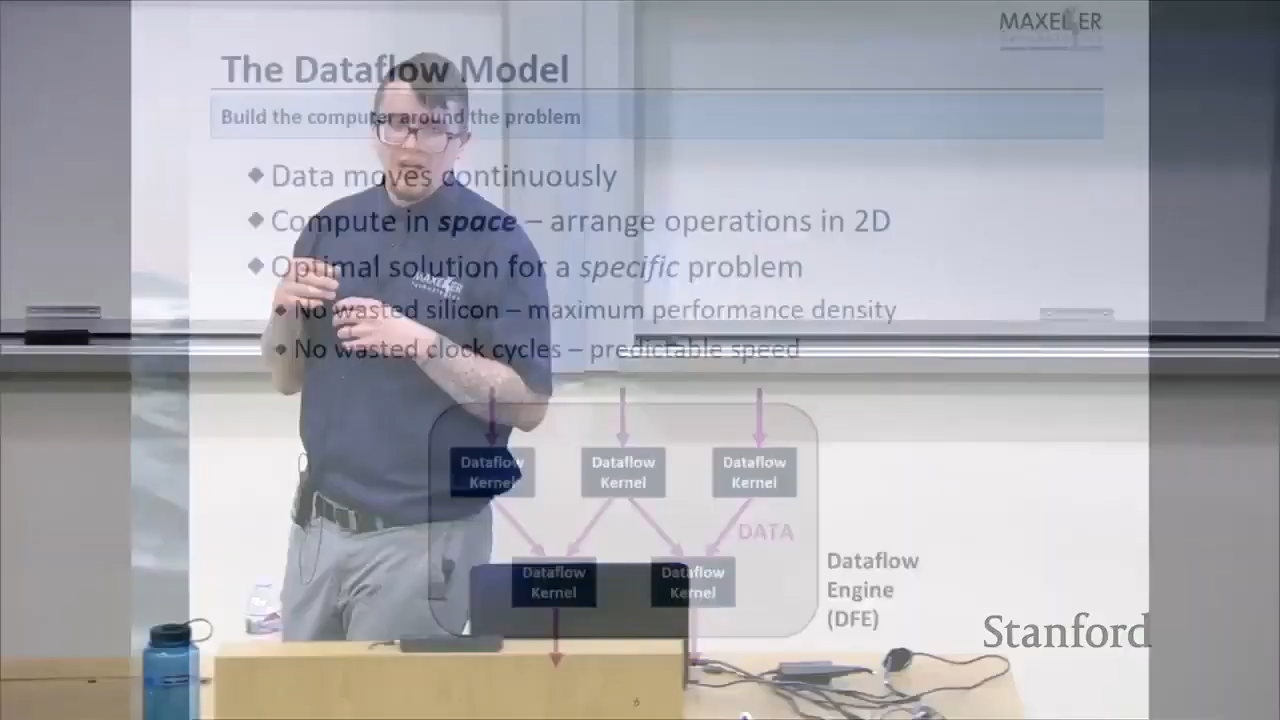 MAXELER
The Dataflow Model
Build the computer around the problem
Data moves continuously
Compute in space – arrange operations in 2D
Optimal solution for a specific problem
MAXELER
No wasted silicon – maximum performance density
No wasted clock cycles – predictable speed
Dataflow
Kernel
Dataflow
Kernel
Dataflow
Kernel
DATA
Dataflow
Kernel
Dataflow
Kernel
Dataflow
Engine
(DFE)
Stanford
6